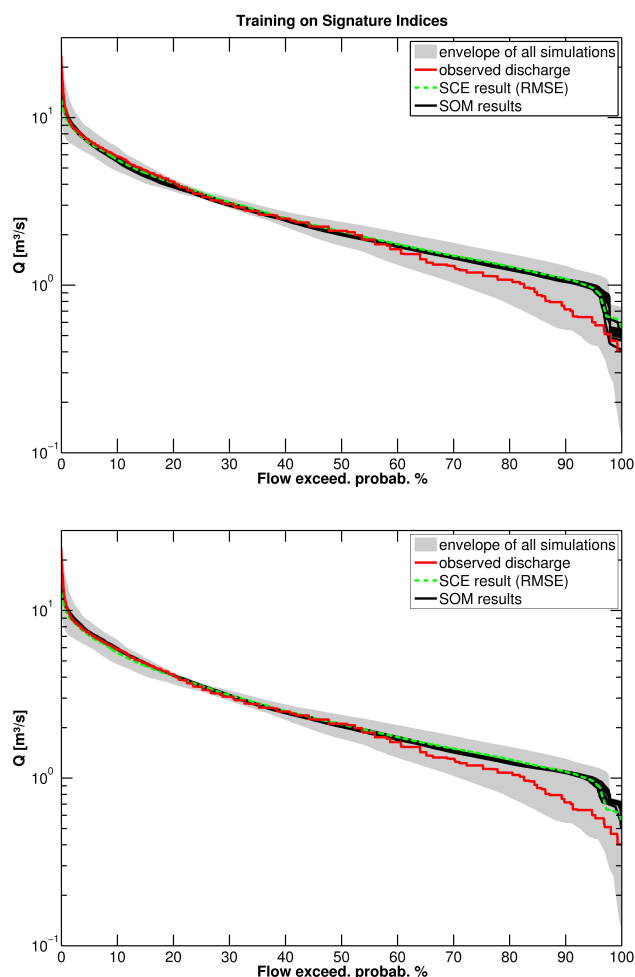 Training on Signature Indices
envelope of all simulations
observed discharge
SCE result (RMSE)
SOM results
10¹
10⁰
10⁻¹
Q [m³/s]
0 10 20 30 40 50 60 70 80 90 100
Flow exceed. probab. %
envelope of all simulations
observed discharge
SCE result (RMSE)
SOM results
10¹
10⁰
10⁻¹
Q [m³/s]
0 10 20 30 40 50 60 70 80 90 100
Flow exceed. probab. %